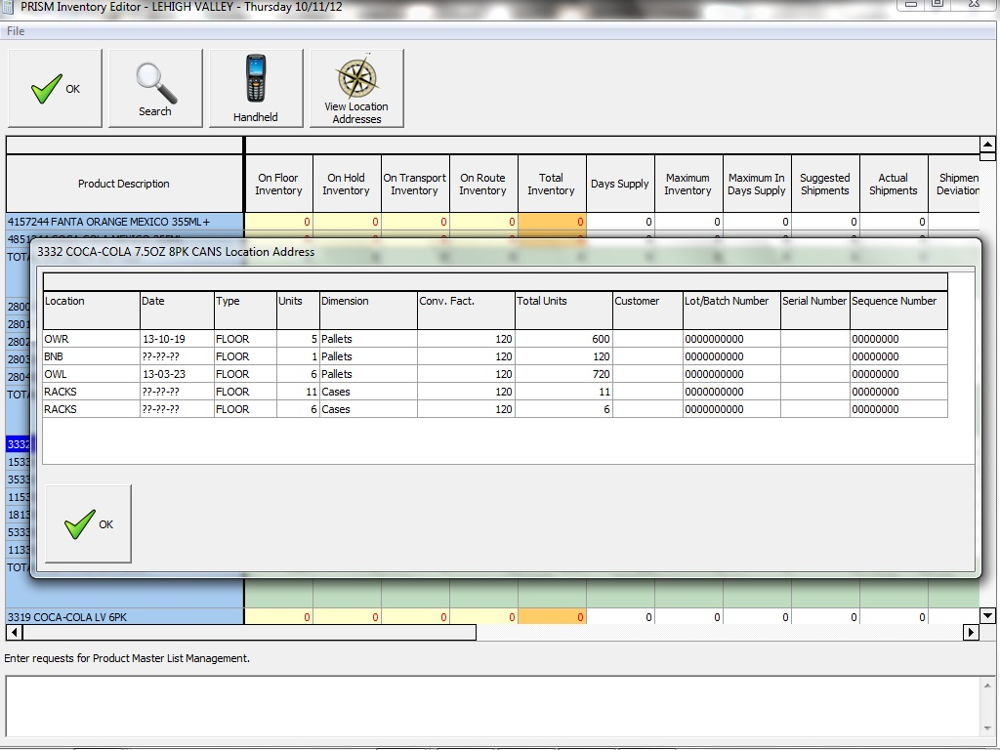 PRISM Inventory Editor - LEHIGH VALLEY - Thursday 10/11/12
File
OK
Search
Handheld
View Location
Addresses
Product Description
On Floor Inventory
On Hold Inventory
On Transport Inventory
On Route Inventory
Total Inventory
Days Supply
Maximum Inventory
Maximum In Days Supply
Suggested Shipments
Actual Shipments
Shipmen Deviation
4157244 FANTA ORANGE MEXICO 355ML+ 0 0 0 0 0 0 0 0 0 0
3332 COCA-COLA 7.5OZ 8PK CANS Location Address
Location Date Type Units Dimension Conv. Fact. Total Units Customer Lot/Batch Number Serial Number Sequence Number
OWR 13-10-19 FLOOR 5 Pallets 120 600 0000000000 00000000
BNB ??-??-?? FLOOR 1 Pallets 120 120 0000000000 00000000
OWL 13-03-23 FLOOR 6 Pallets 120 720 0000000000 00000000
RACKS ??-??-?? FLOOR 11 Cases 120 11 0000000000 00000000
RACKS ??-??-?? FLOOR 6 Cases 120 6 0000000000 00000000
OK
2800
2801
2802
2803
2804
TOTA
3332
1533
3533
1153
1813
5333
1133
TOTA
3319 COCA-COLA LV 6PK 0 0 0 0 0 0 0 0 0 0
Enter requests for Product Master List Management.